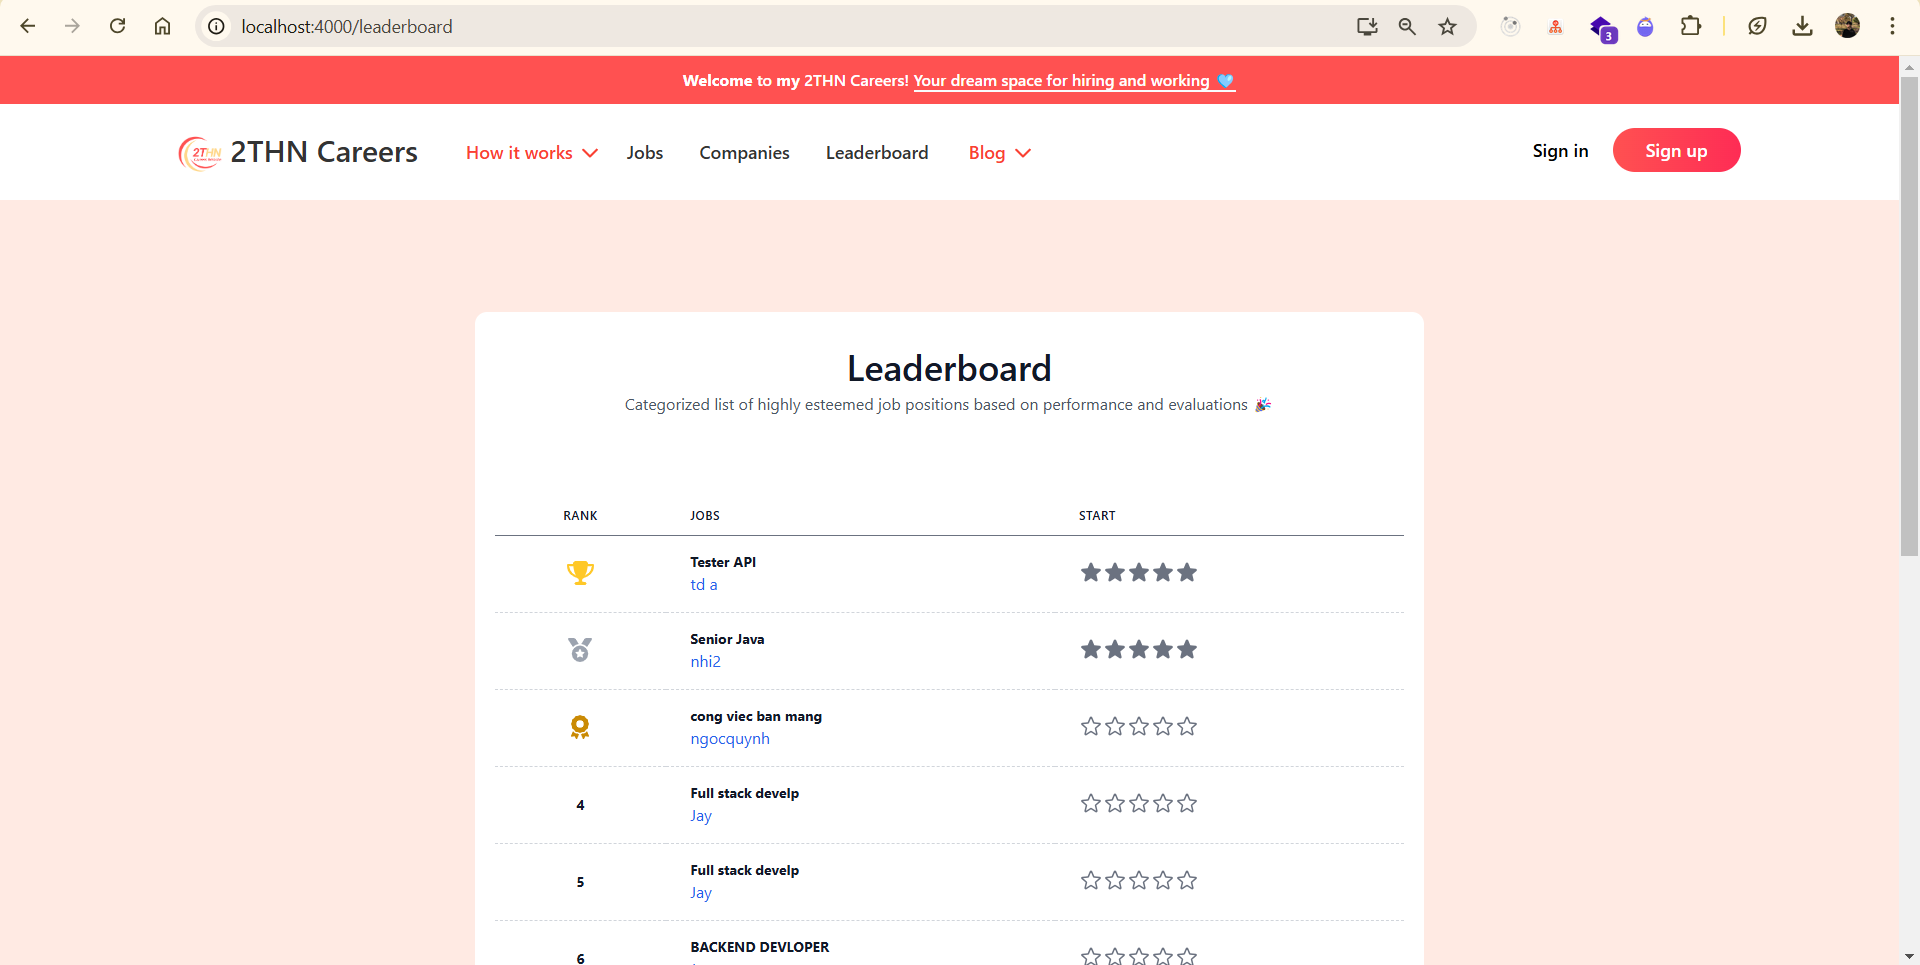 localhost:4000/leaderboard
3
Welcome to my 2THN Careers! Your dream space for hiring and working 🩵
2THN
2THN Careers
How it works
Jobs
Companies
Leaderboard
Blog
Sign in
Sign up
Leaderboard
Categorized list of highly esteemed job positions based on performance and evaluations 🎉
RANK JOBS START
Tester API
td a
Senior Java
nhi2
cong viec ban mang
ngocquynh
4
Full stack develp
Jay
5
Full stack develp
Jay
6
BACKEND DEVLOPER